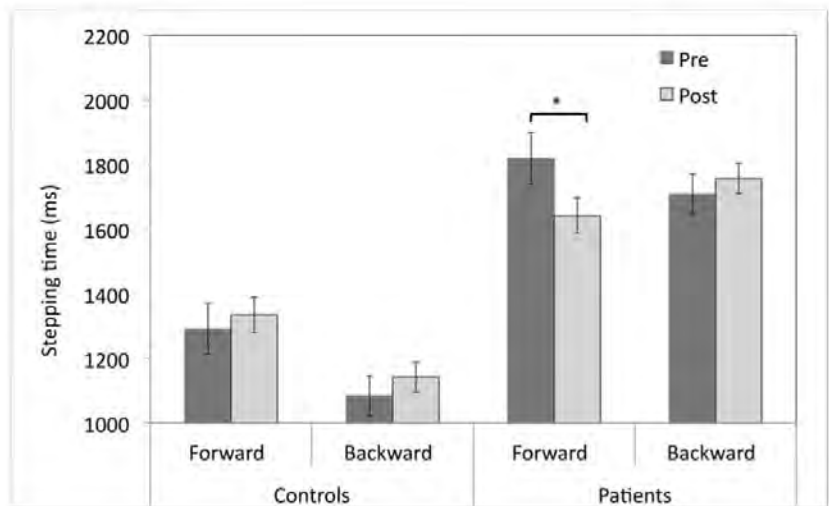 2200
2000
1800
1600
1400
1200
1000
Stepping time (ms)
Pre
Post
*
Forward Backward Forward Backward
Controls Patients